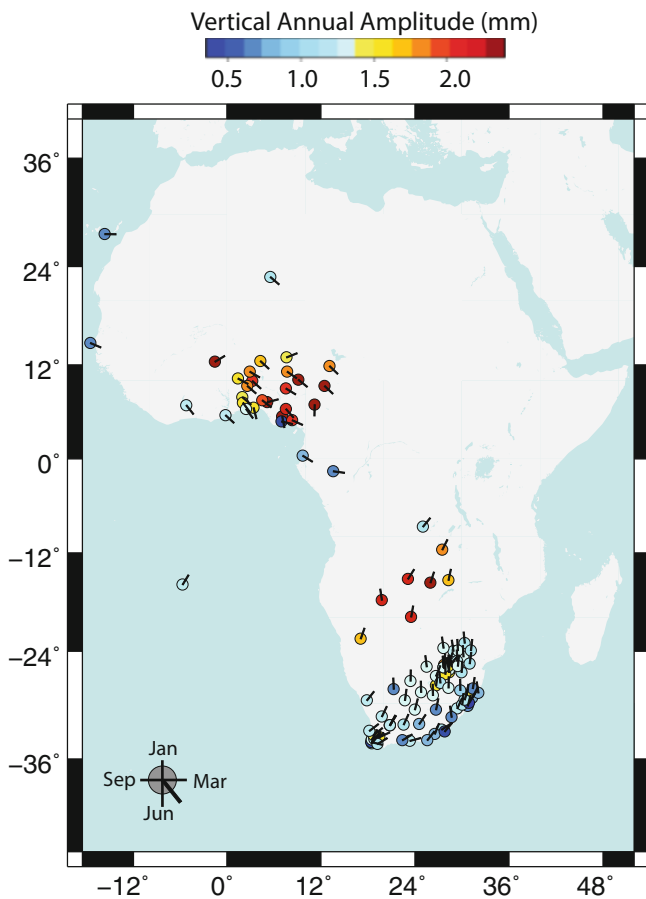 Vertical Annual Amplitude (mm)
0.5 1.0 1.5 2.0
36˚
24˚
12˚
0˚
−12˚
−24˚
−36˚
Jan
Sep Mar
Jun
−12˚ 0˚ 12˚ 24˚ 36˚ 48˚